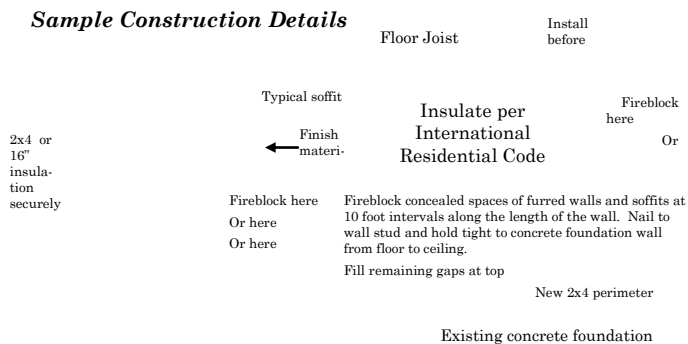 Sample Construction Details
Floor Joist
Install
before
Typical soffit
Insulate per
International
Residential Code
Fireblock
here
Or
Finish
materi-
2x4 or
16”
insula-
tion
securely
Fireblock here
Or here
Or here
Fireblock concealed spaces of furred walls and soffits at
10 foot intervals along the length of the wall. Nail to
wall stud and hold tight to concrete foundation wall
from floor to ceiling.
Fill remaining gaps at top
New 2x4 perimeter
Existing concrete foundation